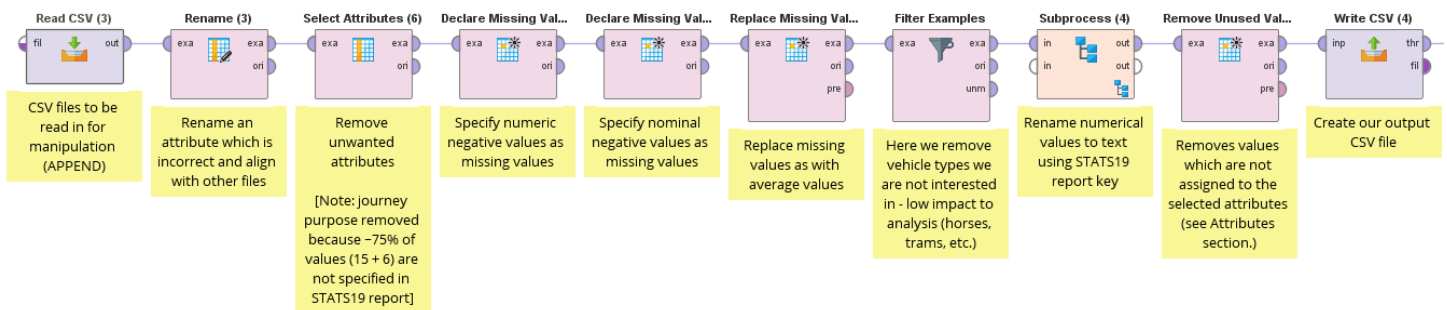 Read CSV (3)
fil
out
CSV files to be
read in for
manipulation
(APPEND)
Rename (3)
exa
exa
ori
Rename an
attribute which is
incorrect and align
with other files
Select Attributes (6)
exa
exa
ori
Remove
unwanted
attributes
[Note: journey
purpose removed
because ~75% of
values (15 + 6) are
not specified in
STATS19 report]
Declare Missing Val...
exa
exa
ori
Specify numeric
negative values as
missing values
Declare Missing Val...
exa
exa
ori
Specify nominal
negative values as
missing values
Replace Missing Val...
exa
exa
ori
pre
Replace missing
values as with
average values
Filter Examples
exa
exa
ori
unm
Here we remove
vehicle types we
are not interested
in - low impact to
analysis (horses,
trams, etc.)
Subprocess (4)
in
out
in
out
Rename numerical
values to text
using STATS19
report key
Remove Unused Val...
exa
exa
ori
pre
Removes values
which are not
assigned to the
selected attributes
(see Attributes
section.)
Write CSV (4)
inp
thr
fil
Create our output
CSV file